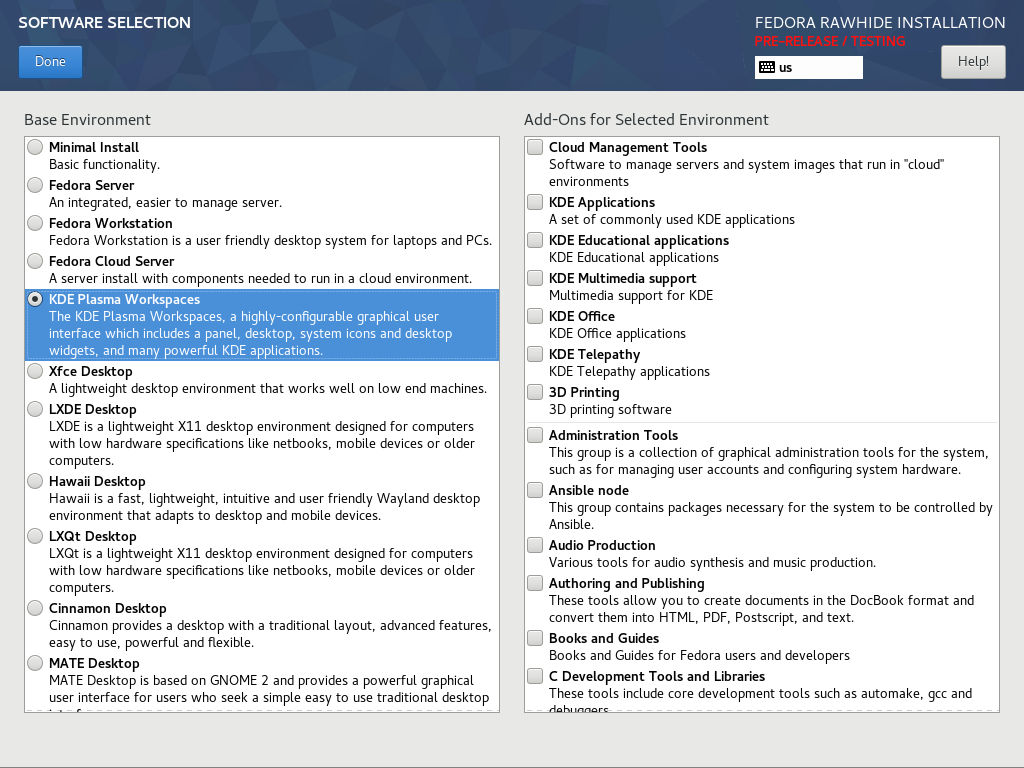 SOFTWARE SELECTION
FEDORA RAWHIDE INSTALLATION
PRE-RELEASE / TESTING
Done
us
Help!
Base Environment
Minimal Install
Basic functionality.
Fedora Server
An integrated, easier to manage server.
Fedora Workstation
Fedora Workstation is a user friendly desktop system for laptops and PCs.
Fedora Cloud Server
A server install with components needed to run in a cloud environment.
KDE Plasma Workspaces
The KDE Plasma Workspaces, a highly-configurable graphical user
interface which includes a panel, desktop, system icons and desktop
widgets, and many powerful KDE applications.
Xfce Desktop
A lightweight desktop environment that works well on low end machines.
LXDE Desktop
LXDE is a lightweight X11 desktop environment designed for computers
with low hardware specifications like netbooks, mobile devices or older
computers.
Hawaii Desktop
Hawaii is a fast, lightweight, intuitive and user friendly Wayland desktop
environment that adapts to desktop and mobile devices.
LXQt Desktop
LXQt is a lightweight X11 desktop environment designed for computers
with low hardware specifications like netbooks, mobile devices or older
computers.
Cinnamon Desktop
Cinnamon provides a desktop with a traditional layout, advanced features,
easy to use, powerful and flexible.
MATE Desktop
MATE Desktop is based on GNOME 2 and provides a powerful graphical
user interface for users who seek a simple easy to use traditional desktop
Add-Ons for Selected Environment
Cloud Management Tools
Software to manage servers and system images that run in "cloud"
environments
KDE Applications
A set of commonly used KDE applications
KDE Educational applications
KDE Educational applications
KDE Multimedia support
Multimedia support for KDE
KDE Office
KDE Office applications
KDE Telepathy
KDE Telepathy applications
3D Printing
3D printing software
Administration Tools
This group is a collection of graphical administration tools for the system,
such as for managing user accounts and configuring system hardware.
Ansible node
This group contains packages necessary for the system to be controlled by
Ansible.
Audio Production
Various tools for audio synthesis and music production.
Authoring and Publishing
These tools allow you to create documents in the DocBook format and
convert them into HTML, PDF, Postscript, and text.
Books and Guides
Books and Guides for Fedora users and developers
C Development Tools and Libraries
These tools include core development tools such as automake, gcc and
debuggers